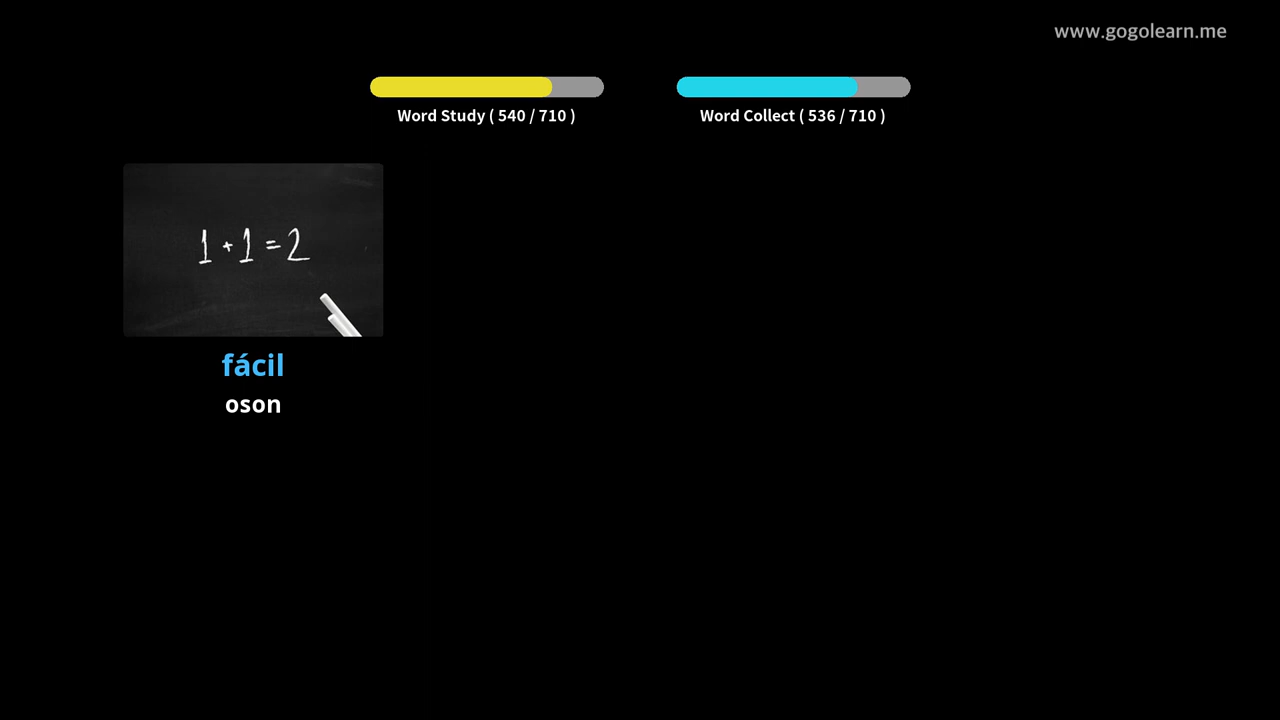 www.gogolearn.me
Word Study ( 540 / 710 )
Word Collect ( 536 / 710 )
1 + 1 = 2
fácil
oson